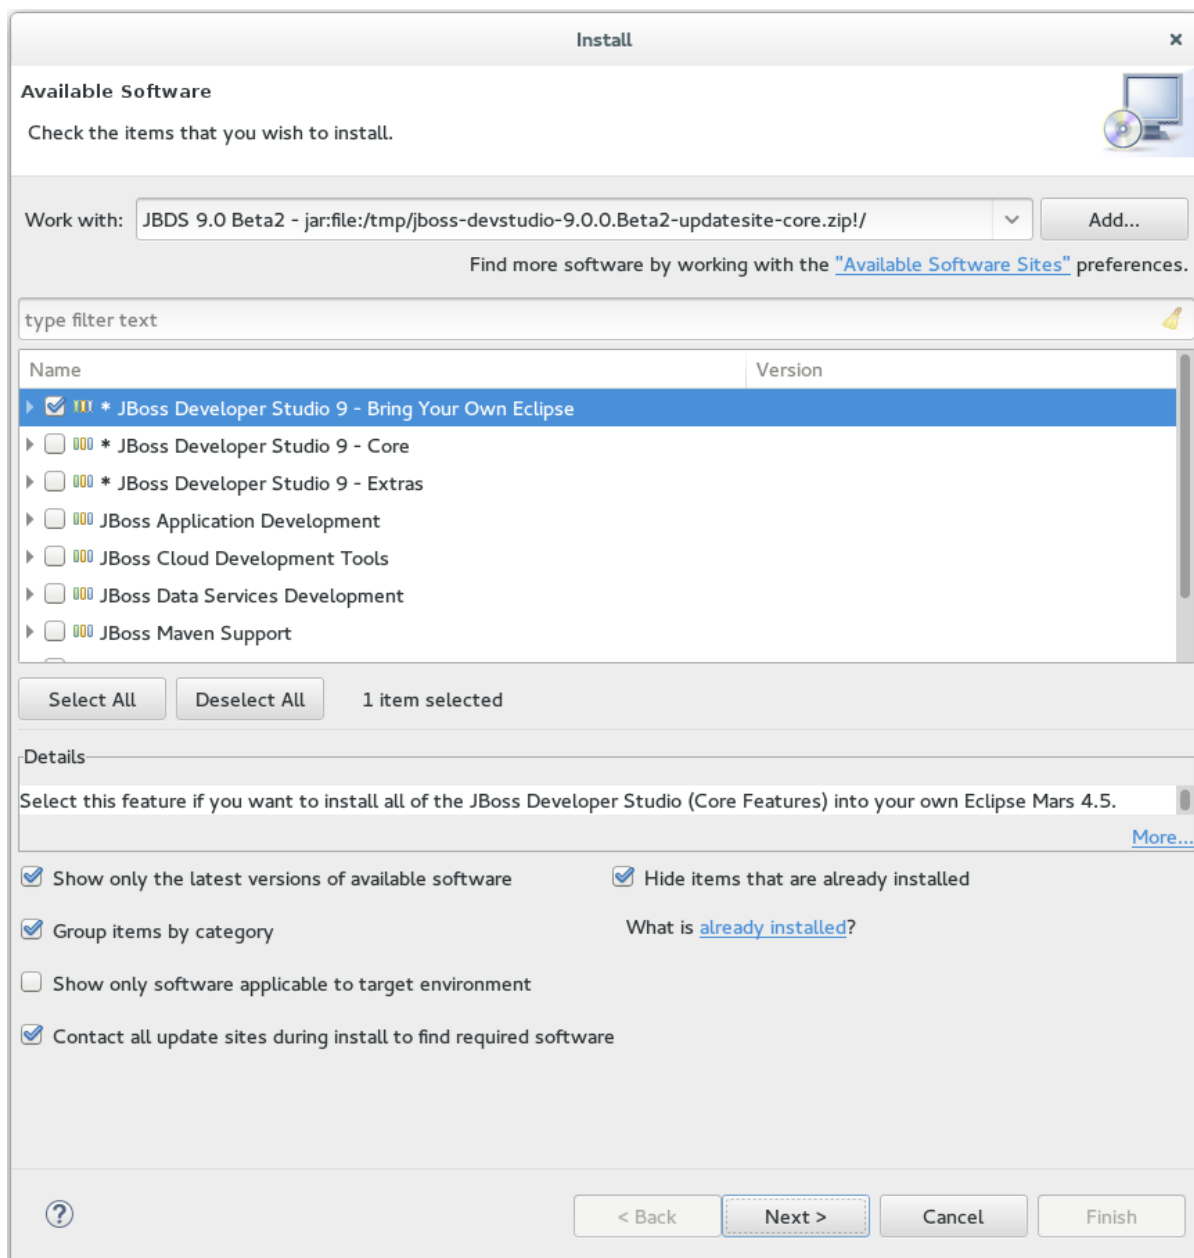 Install
Available Software
Check the items that you wish to install.
Work with: JBDS 9.0 Beta2 - jar:file:/tmp/jboss-devstudio-9.0.0.Beta2-updatesite-core.zip!/ Add...
Find more software by working with the "Available Software Sites" preferences.
type filter text
Name Version
* JBoss Developer Studio 9 - Bring Your Own Eclipse
* JBoss Developer Studio 9 - Core
* JBoss Developer Studio 9 - Extras
JBoss Application Development
JBoss Cloud Development Tools
JBoss Data Services Development
JBoss Maven Support
Select All Deselect All 1 item selected
Details
Select this feature if you want to install all of the JBoss Developer Studio (Core Features) into your own Eclipse Mars 4.5.
More...
Show only the latest versions of available software Hide items that are already installed
Group items by category What is already installed?
Show only software applicable to target environment
Contact all update sites during install to find required software
? < Back Next > Cancel Finish